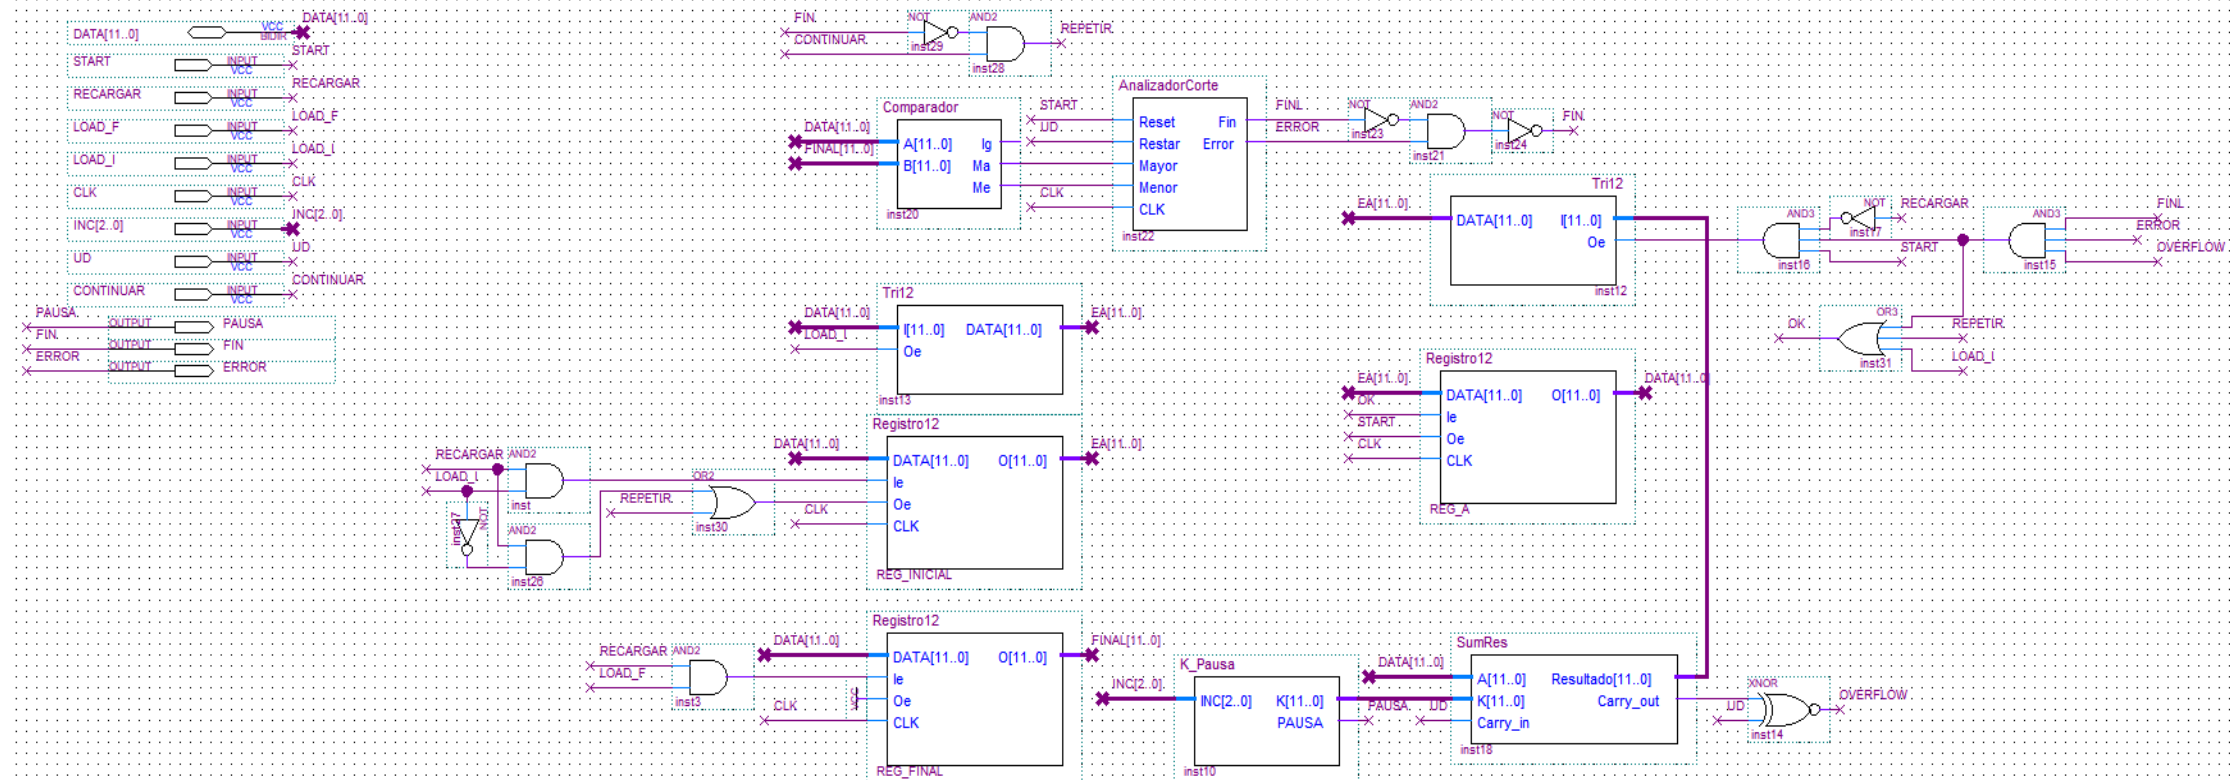 DATA[11..0] VCC BIDIR DATA[11..0]
START INPUT VCC START
RECARGAR INPUT VCC RECARGAR
LOAD_F INPUT VCC LOAD_F
LOAD_I INPUT VCC LOAD_I
CLK INPUT VCC CLK
INC[2..0] INPUT VCC INC[2..0]
UD INPUT VCC UD
CONTINUAR INPUT VCC CONTINUAR
PAUSA OUTPUT PAUSA
FIN OUTPUT FIN
ERROR OUTPUT ERROR
FIN NOT AND2 REPETIR
CONTINUAR inst29
inst28
Comparador
DATA[11..0] A[11..0] Ig
FINAL[11..0] B[11..0] Ma
Me
inst20
AnalizadorCorte
START Reset Fin FINL
UD Restar Error ERROR
Mayor
Menor
CLK CLK
inst22
NOT AND2 NOT FIN
inst23
inst21
inst24
Tri12
EA[11..0] DATA[11..0] I[11..0]
Oe
inst12
AND3 NOT RECARGAR
inst17
START
inst16
AND3 FINL
ERROR
OVERFLOW
inst15
OK OR3 REPETIR
LOAD_I
inst31
Tri12
DATA[11..0] I[11..0] DATA[11..0] EA[11..0]
LOAD_I Oe
inst13
Registro12
EA[11..0] DATA[11..0] O[11..0] DATA[11..0]
OK Ie
START Oe
CLK CLK
REG_A
RECARGAR AND2
LOAD_I
inst
inst27 NOT
AND2
inst26
REPETIR OR2
inst30
Registro12
DATA[11..0] DATA[11..0] O[11..0] EA[11..0]
Ie
Oe
CLK CLK
REG_INICIAL
RECARGAR AND2
LOAD_F
inst3
Registro12
DATA[11..0] DATA[11..0] O[11..0] FINAL[11..0]
Ie
VCC Oe
CLK CLK
REG_FINAL
K_Pausa
INC[2..0] INC[2..0] K[11..0]
PAUSA PAUSA
inst10
SumRes
DATA[11..0] A[11..0] Resultado[11..0]
K[11..0] Carry_out
UD Carry_in
inst18
XNOR OVERFLOW
UD
inst14